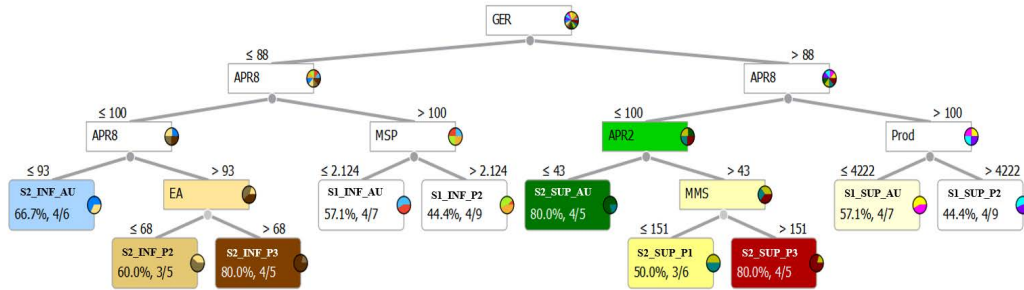 GER
≤ 88
> 88
APR8
APR8
≤ 100
> 100
≤ 100
> 100
APR8
MSP
APR2
Prod
≤ 93
> 93
≤ 2.124
> 2.124
≤ 43
> 43
≤ 4222
> 4222
S2_INF_AU
66.7%, 4/6
EA
S1_INF_AU
57.1%, 4/7
S1_INF_P2
44.4%, 4/9
S2_SUP_AU
80.0%, 4/5
MMS
S1_SUP_AU
57.1%, 4/7
S1_SUP_P2
44.4%, 4/9
≤ 68
> 68
≤ 151
> 151
S2_INF_P2
60.0%, 3/5
S2_INF_P3
80.0%, 4/5
S2_SUP_P1
50.0%, 3/6
S2_SUP_P3
80.0%, 4/5